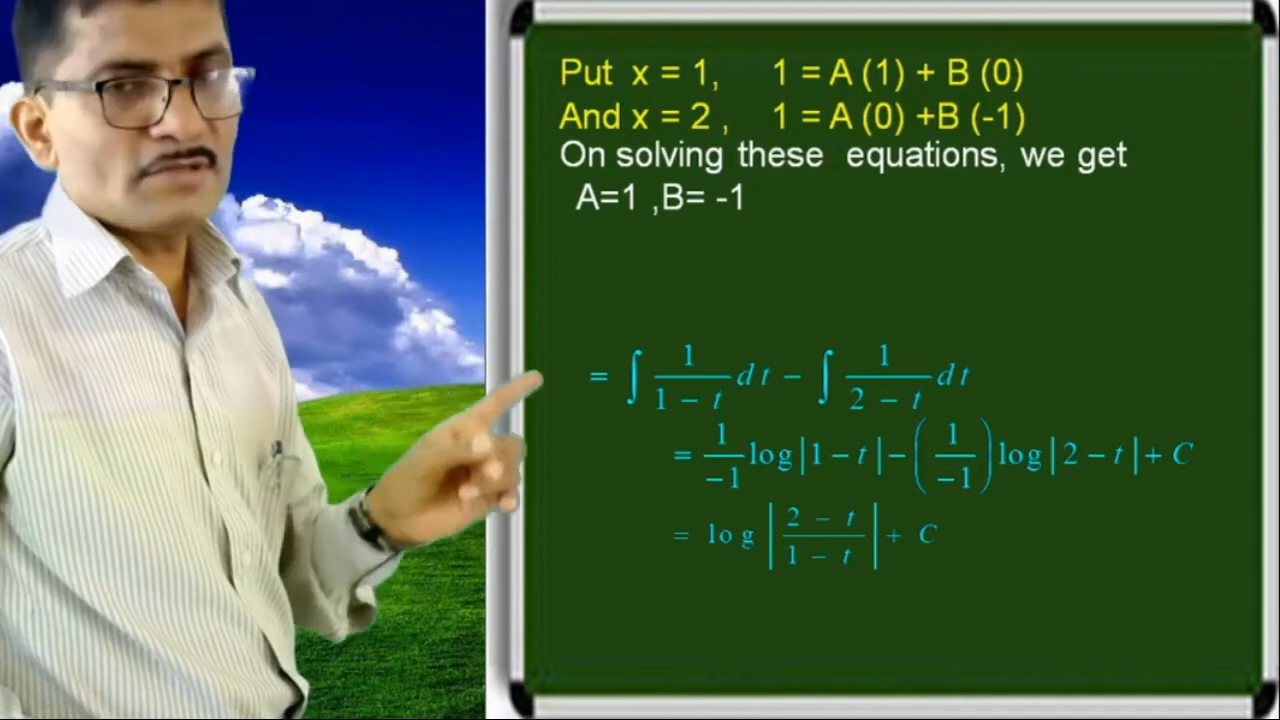 Put x = 1, 1 = A (1) + B (0)
And x = 2 , 1 = A (0) +B (-1)
On solving these equations, we get
A=1 ,B= -1
= ∫ 1/(1 − t) dt − ∫ 1/(2 − t) dt
= 1/−1 log|1 − t| − (1/−1) log|2 − t| + C
= log |(2 − t)/(1 − t)| + C